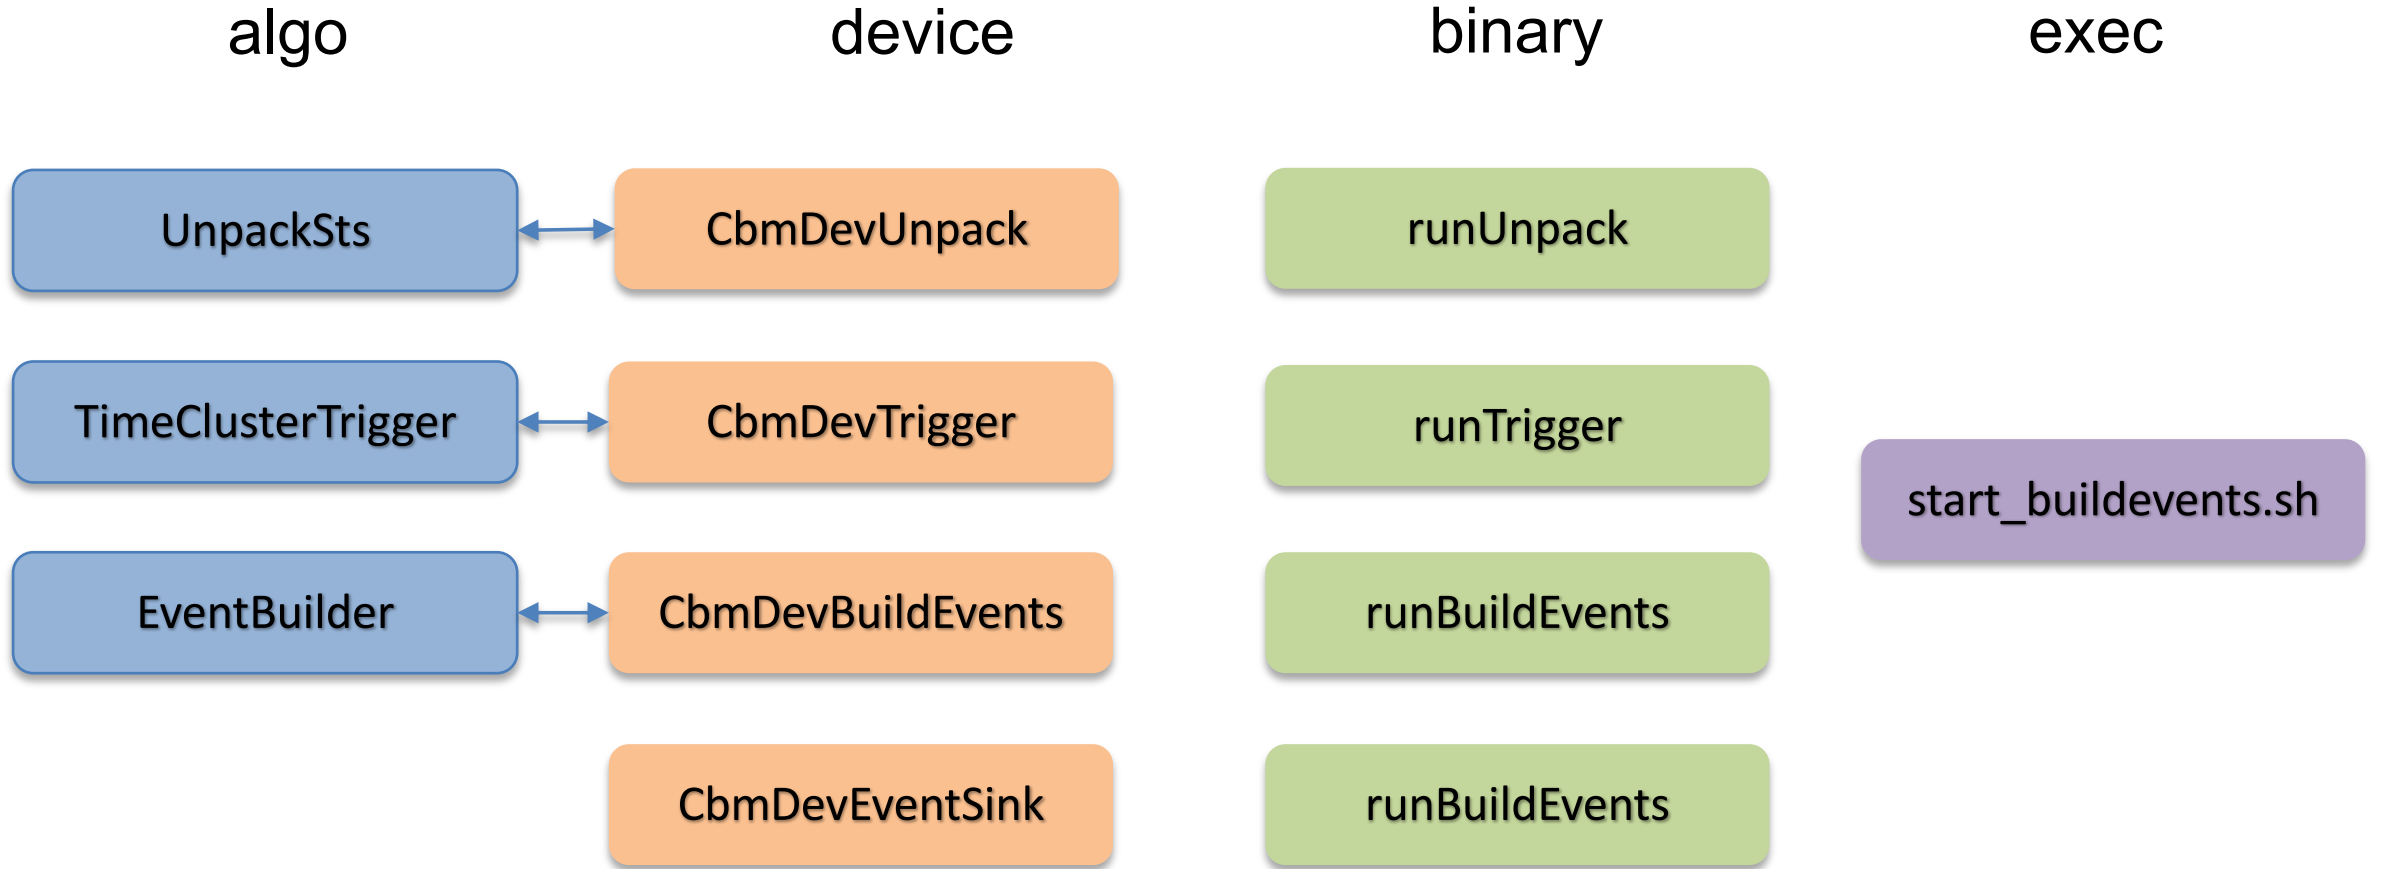 algo
device
binary
exec
UnpackSts
CbmDevUnpack
runUnpack
TimeClusterTrigger
CbmDevTrigger
runTrigger
start_buildevents.sh
EventBuilder
CbmDevBuildEvents
runBuildEvents
CbmDevEventSink
runBuildEvents